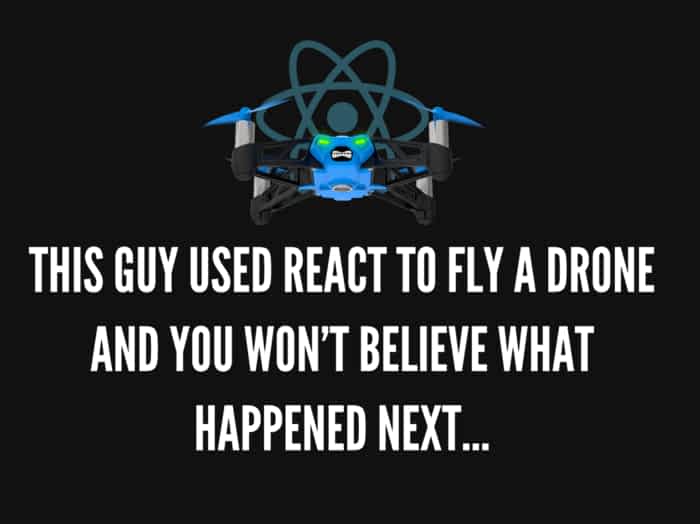 THIS GUY USED REACT TO FLY A DRONE
AND YOU WON'T BELIEVE WHAT
HAPPENED NEXT...